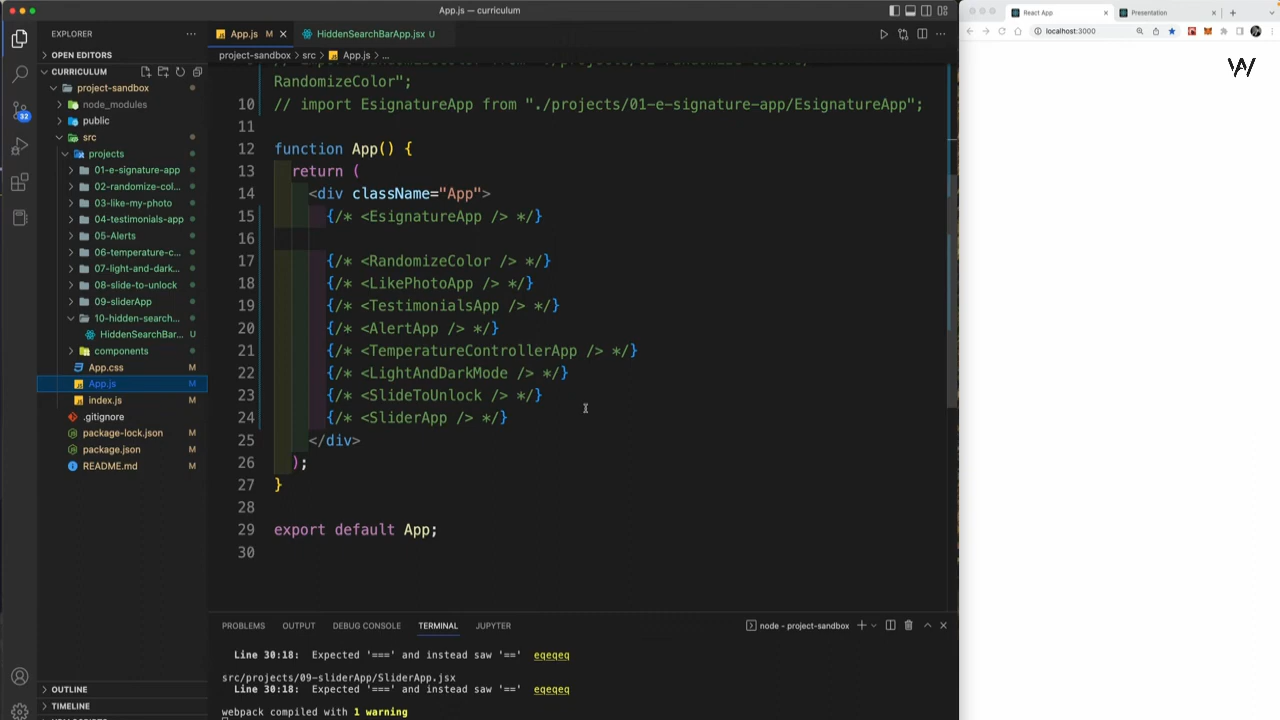 App.js — curriculum
EXPLORER
OPEN EDITORS
CURRICULUM
project-sandbox
node_modules
public
src
projects
01-e-signature-app
02-randomize-col...
03-like-my-photo
04-testimonials-app
05-Alerts
06-temperature-c...
07-light-and-dark...
08-slide-to-unlock
09-sliderApp
10-hidden-search...
HiddenSearchBar... U
components
App.css M
App.js M
index.js M
.gitignore
package-lock.json M
package.json M
README.md M
OUTLINE
TIMELINE
32
App.js M
HiddenSearchBarApp.jsx U
project-sandbox > src > App.js > ...
RandomizeColor";
10 // import EsignatureApp from "./projects/01-e-signature-app/EsignatureApp";
11
12 function App() {
13 return (
14 <div className="App">
15 {/* <EsignatureApp /> */}
16
17 {/* <RandomizeColor /> */}
18 {/* <LikePhotoApp /> */}
19 {/* <TestimonialsApp /> */}
20 {/* <AlertApp /> */}
21 {/* <TemperatureControllerApp /> */}
22 {/* <LightAndDarkMode /> */}
23 {/* <SlideToUnlock /> */}
24 {/* <SliderApp /> */}
25 </div>
26 );
27 }
28
29 export default App;
30
PROBLEMS OUTPUT DEBUG CONSOLE TERMINAL JUPYTER
node - project-sandbox
Line 30:18: Expected '===' and instead saw '==' eqeqeq
src/projects/09-sliderApp/SliderApp.jsx
Line 30:18: Expected '===' and instead saw '==' eqeqeq
webpack compiled with 1 warning
React App
Presentation
localhost:3000
W